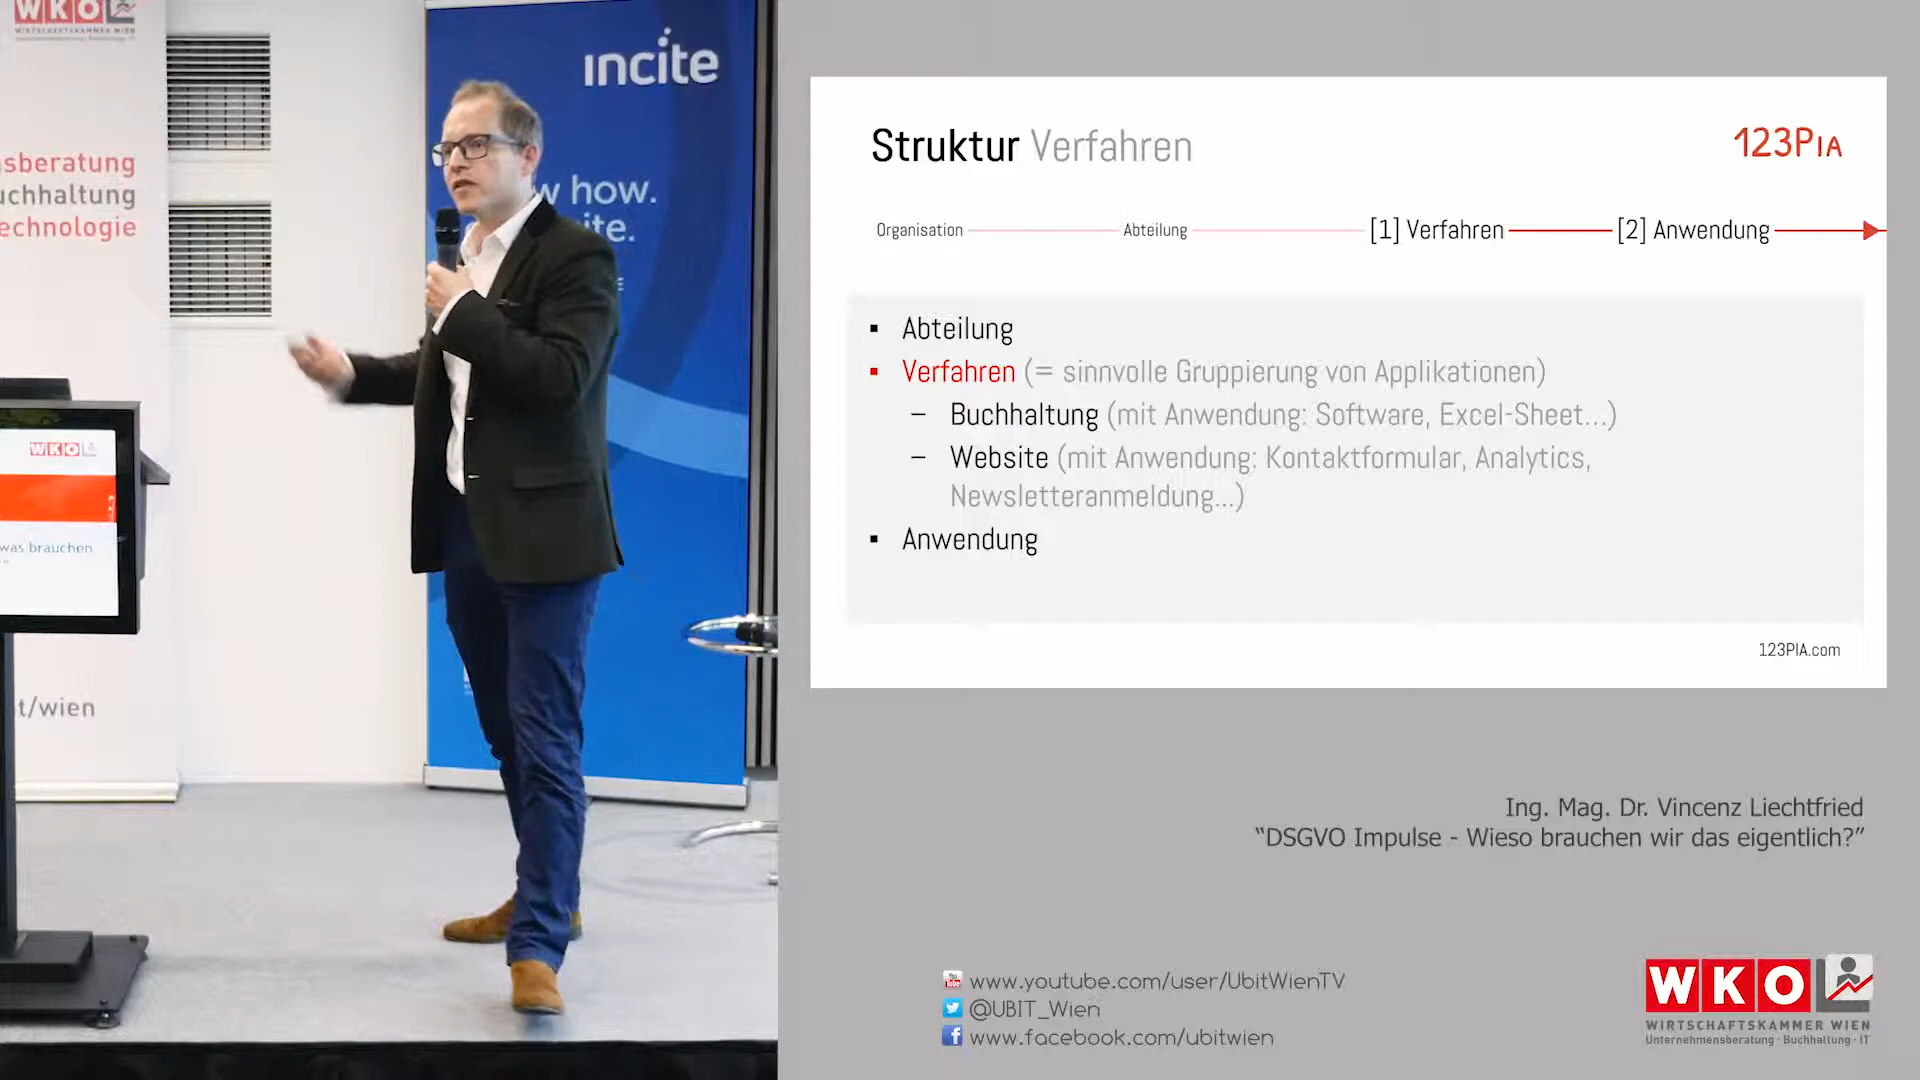 WKO
WIRTSCHAFTSKAMMER WIEN
sberatung
uchhaltung
echnologie
t/wien
incite
w how.
ite.
WKO
was brauchen
Struktur Verfahren
123PIA
Organisation
Abteilung
[1] Verfahren
[2] Anwendung
▪ Abteilung
▪ Verfahren (= sinnvolle Gruppierung von Applikationen)
– Buchhaltung (mit Anwendung: Software, Excel-Sheet...)
– Website (mit Anwendung: Kontaktformular, Analytics,
Newsletteranmeldung...)
▪ Anwendung
123PIA.com
Ing. Mag. Dr. Vincenz Liechtfried
“DSGVO Impulse - Wieso brauchen wir das eigentlich?”
www.youtube.com/user/UbitWienTV
@UBIT_Wien
www.facebook.com/ubitwien
WKO
WIRTSCHAFTSKAMMER WIEN
Unternehmensberatung · Buchhaltung · IT